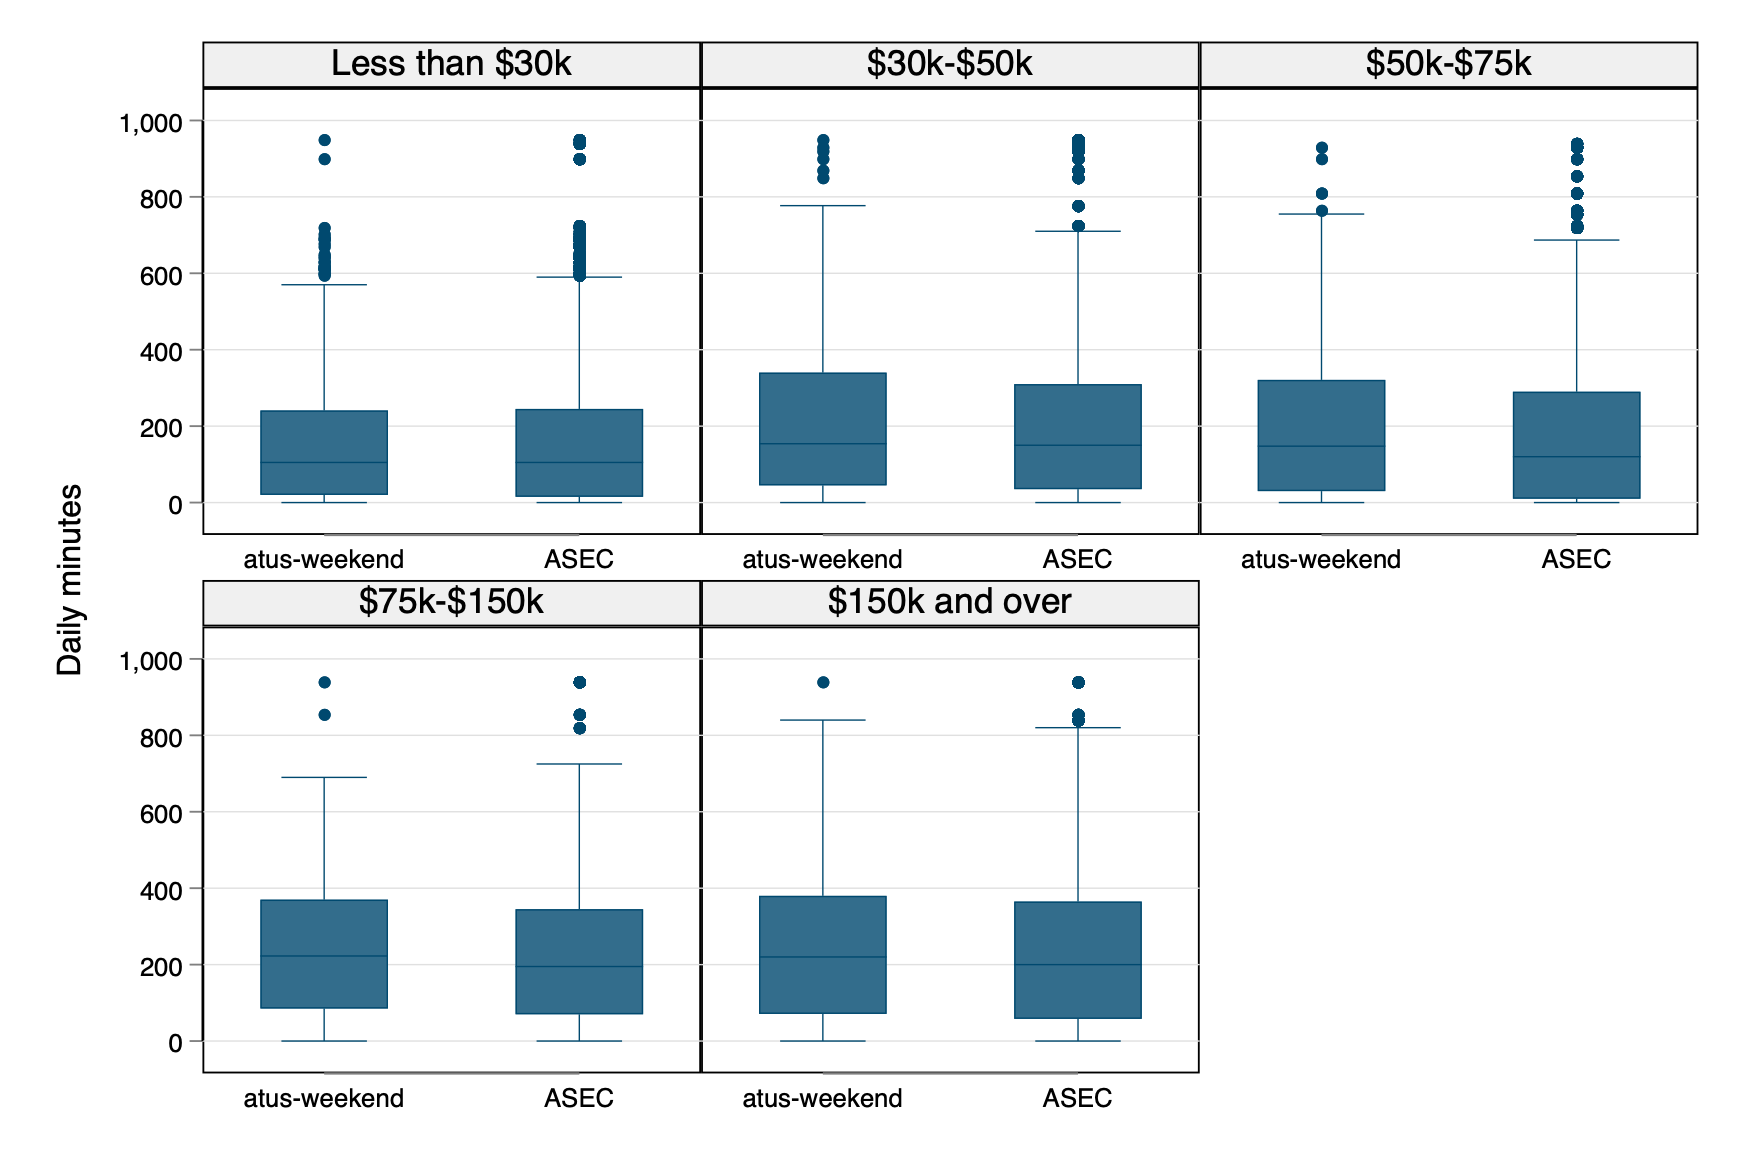 Less than $30k
$30k-$50k
$50k-$75k
1,000
800
600
400
200
0
atus-weekend
ASEC
atus-weekend
ASEC
atus-weekend
ASEC
Daily minutes
$75k-$150k
$150k and over
1,000
800
600
400
200
0
atus-weekend
ASEC
atus-weekend
ASEC